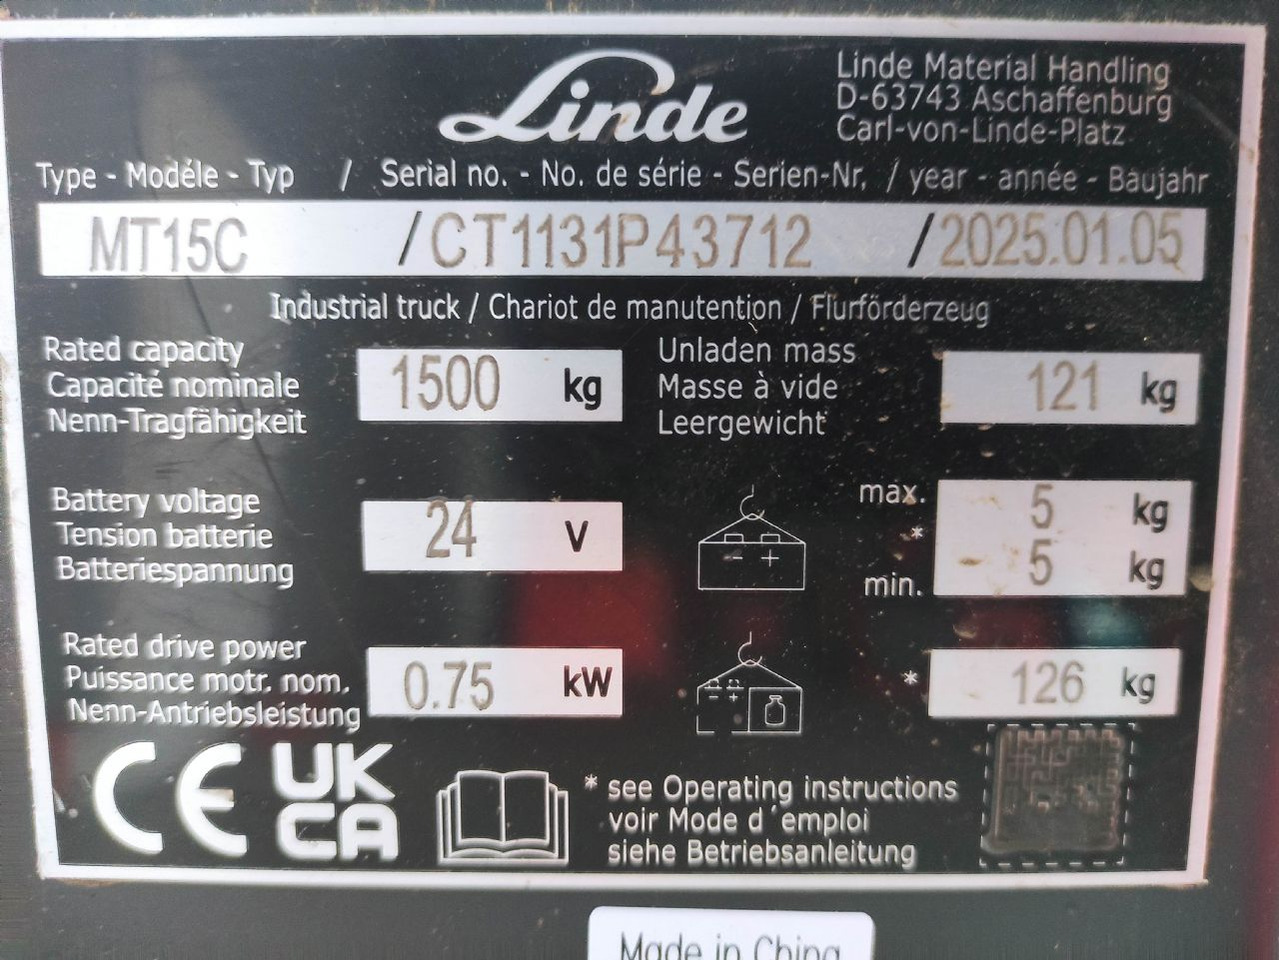 Linde
Linde Material Handling
D-63743 Aschaffenburg
Carl-von-Linde-Platz
Type - Modéle - Typ / Serial no. - No. de série - Serien-Nr. / year - année - Baujahr
MT15C / CT1131P43712 / 2025.01.05
Industrial truck / Chariot de manutention / Flurförderzeug
Rated capacity
Capacité nominale
Nenn-Tragfähigkeit
1500 kg
Unladen mass
Masse à vide
Leergewicht
121 kg
Battery voltage
Tension batterie
Batteriespannung
24 V
max. 5 kg
*
min. 5 kg
Rated drive power
Puissance motr. nom.
Nenn-Antriebsleistung
0.75 kW
* 126 kg
CE UK
CA
* see Operating instructions
voir Mode d'emploi
siehe Betriebsanleitung
Made in China